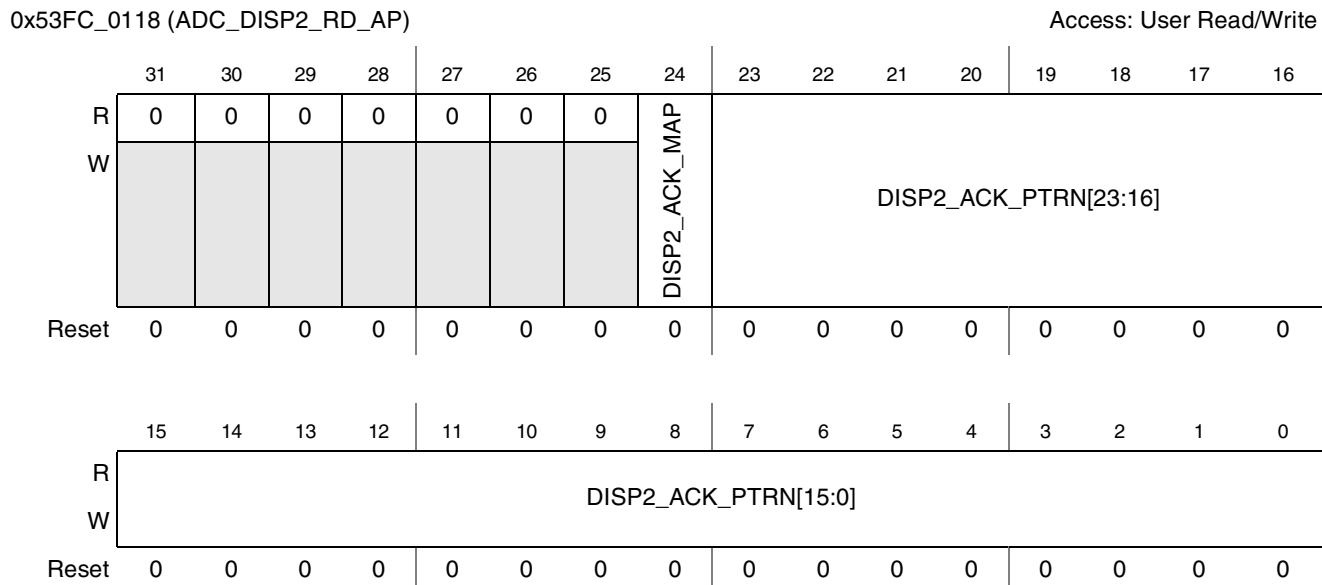 0x53FC_0118 (ADC_DISP2_RD_AP) Access: User Read/Write
31 30 29 28 27 26 25 24 23 22 21 20 19 18 17 16
R 0 0 0 0 0 0 0
W
DISP2_ACK_MAP
DISP2_ACK_PTRN[23:16]
Reset 0 0 0 0 0 0 0 0 0 0 0 0 0 0 0 0
15 14 13 12 11 10 9 8 7 6 5 4 3 2 1 0
R
DISP2_ACK_PTRN[15:0]
W
Reset 0 0 0 0 0 0 0 0 0 0 0 0 0 0 0 0